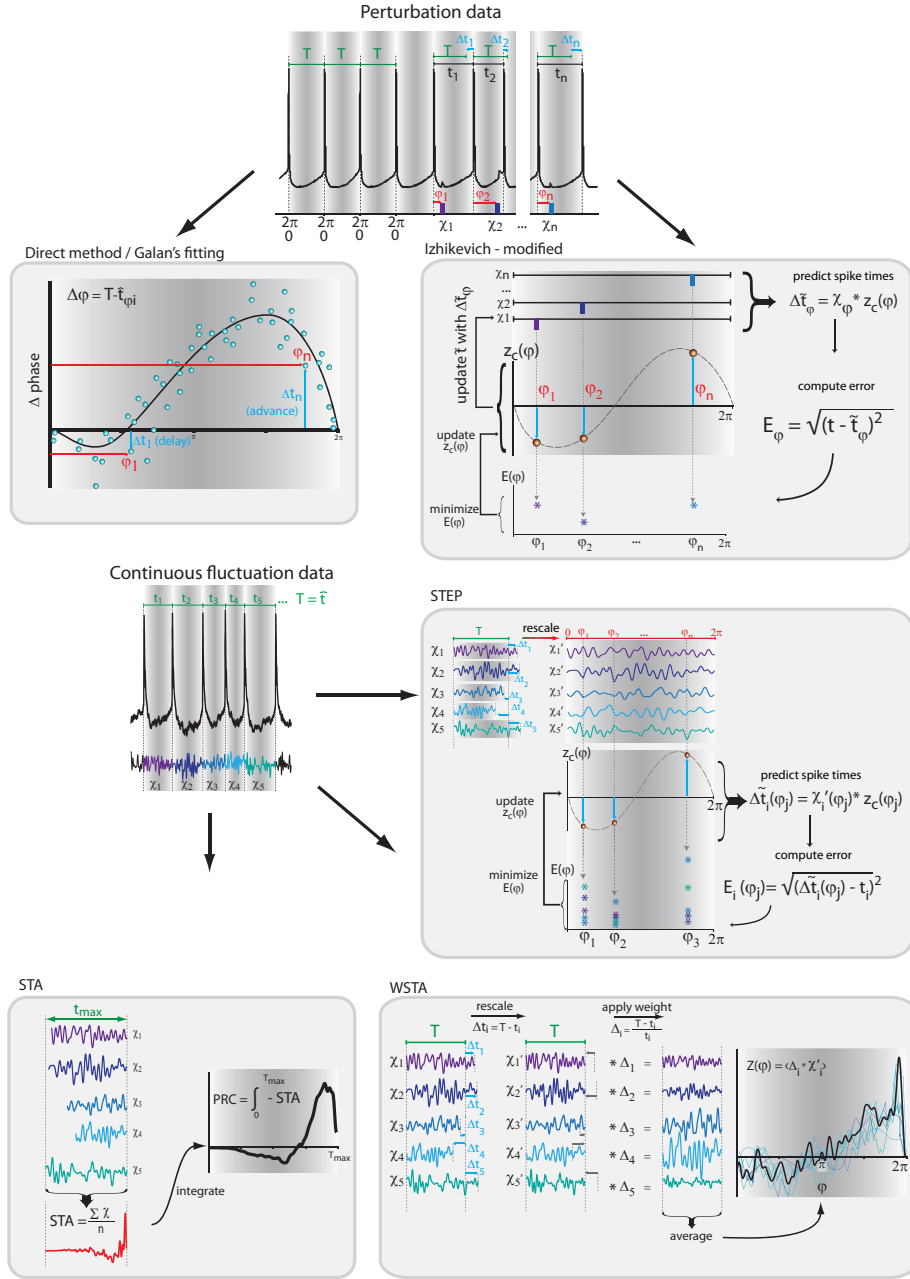 Perturbation data
Δt1 Δt2 Δtn
T T T T T T
t1 t2 tn
φ1 φ2 φn
2π 2π 2π 2π χ1 χ2 ... χn
0 0 0 0
Direct method / Galan's fitting
Δφ = T-t̂φi
Δ phase
φn
Δtn
(advance)
Δt1 (delay)
φ1
π
2π
Izhikevich - modified
χn
...
χ2
χ1
update t̃ with Δt̃φ
zc(φ)
φ1 φ2 φn
2π
update
zc(φ)
E(φ)
minimize
E(φ)
* * *
φ1 φ2 ... φn 2π
predict spike times
Δt̃φ = χφ* zc(φ)
compute error
Eφ = √(t - t̃φ)2
Continuous fluctuation data
t1 t2 t3 t4 t5 ... T = t̂
χ1 χ2 χ3 χ4 χ5
STEP
T
rescale
0 φ1 φ2 ... φn 2π
χ1 Δt1 χ1'
χ2 Δt2 χ2'
χ3 Δt3 χ3'
χ4 Δt4 χ4'
χ5 Δt5 χ5'
zc(φ)
2π
update
zc(φ)
minimize
E(φ)
E(φ)
φ1 φ2 φ3 2π
predict spike times
Δt̃i(φj) = χi'(φj)* zc(φj)
compute error
Ei (φj)= √(Δt̃i(φj) - ti)2
STA
tmax
χ1
χ2
χ3
χ4
χ5
STA = Σ χ / n
integrate
PRC = ∫0Tmax - STA
Tmax
WSTA
rescale
Δti = T - ti
apply weight
Δi = T - ti / ti
T T
χ1 Δt1 χ1' * Δ1 =
χ2 Δt2 χ2' * Δ2 =
χ3 Δt3 χ3' * Δ3 =
χ4 Δt4 χ4' * Δ4 =
χ5 Δt5 χ5' * Δ5 =
average
Z(φ) = ‹Δi * χ'i›
π
2π
φ